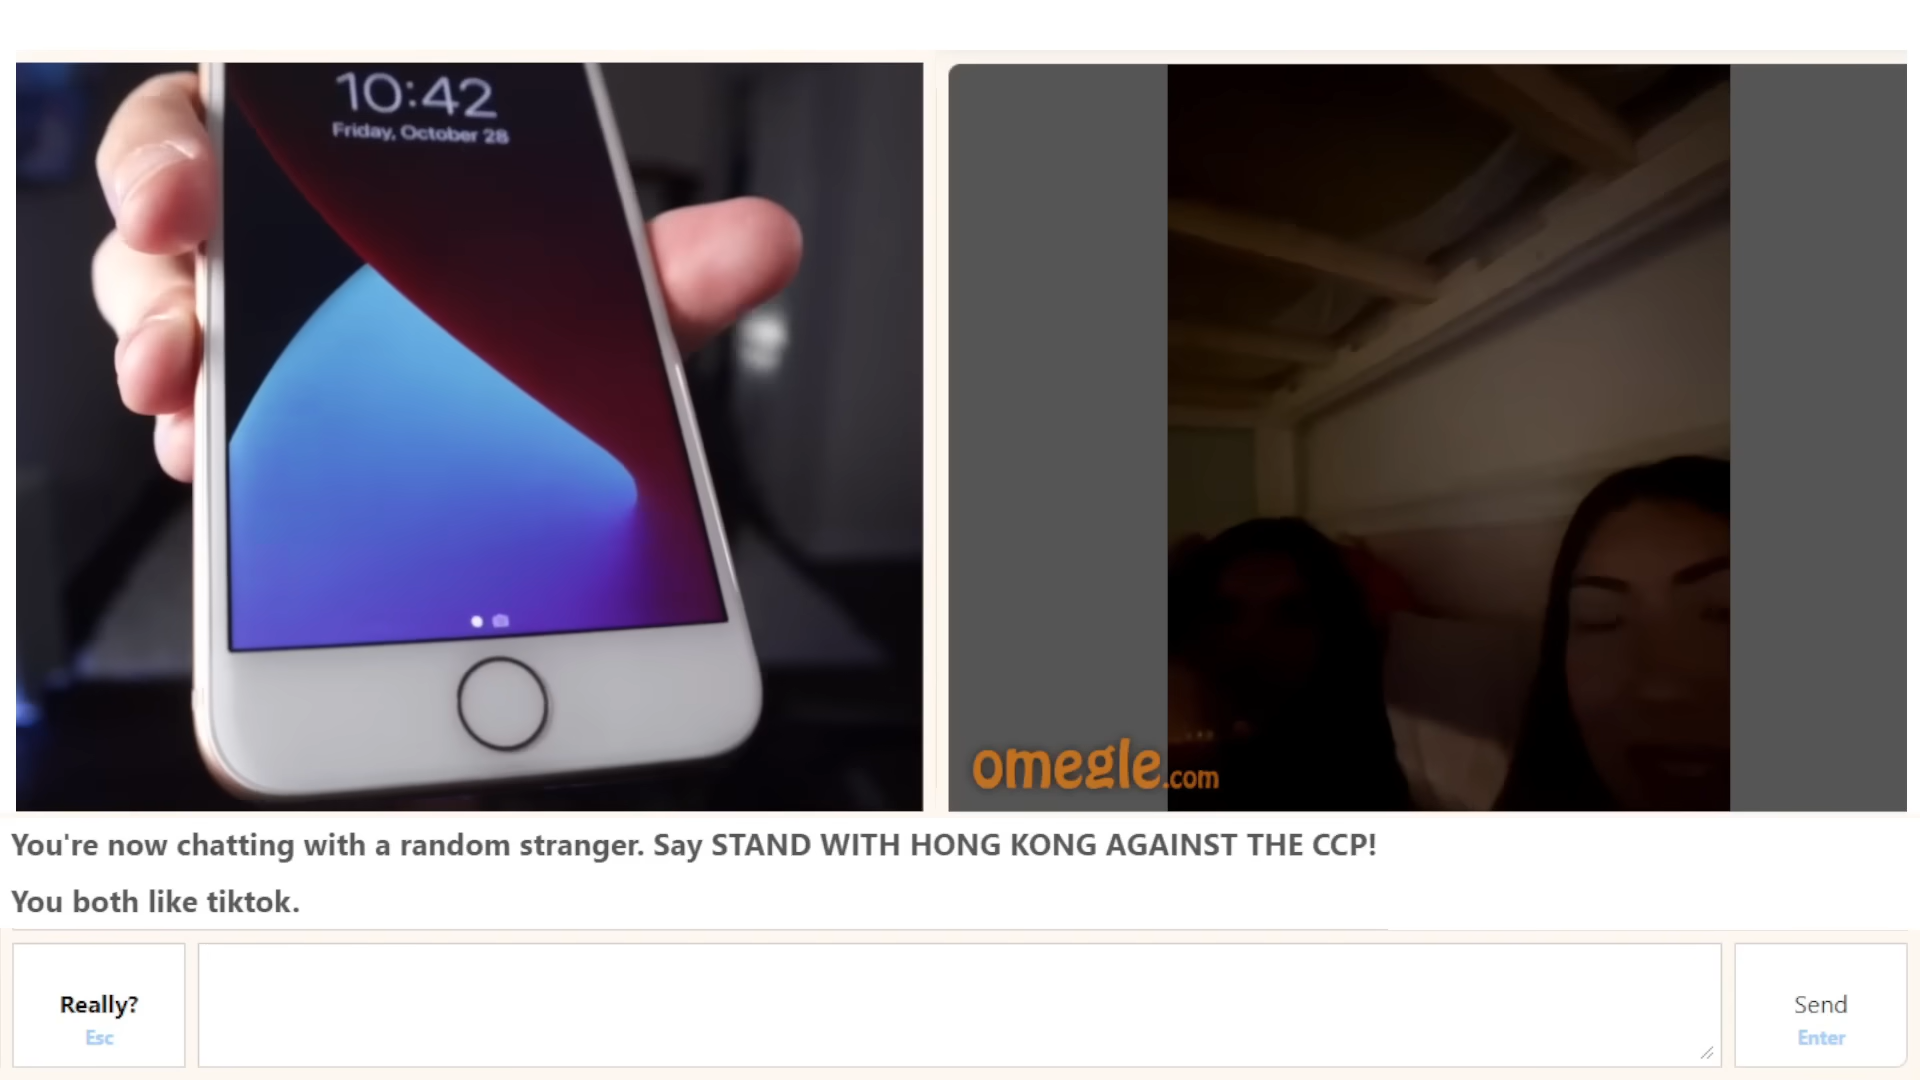 10:42
Friday, October 28
omegle.com
You're now chatting with a random stranger. Say STAND WITH HONG KONG AGAINST THE CCP!
You both like tiktok.
Really?
Esc
Send
Enter